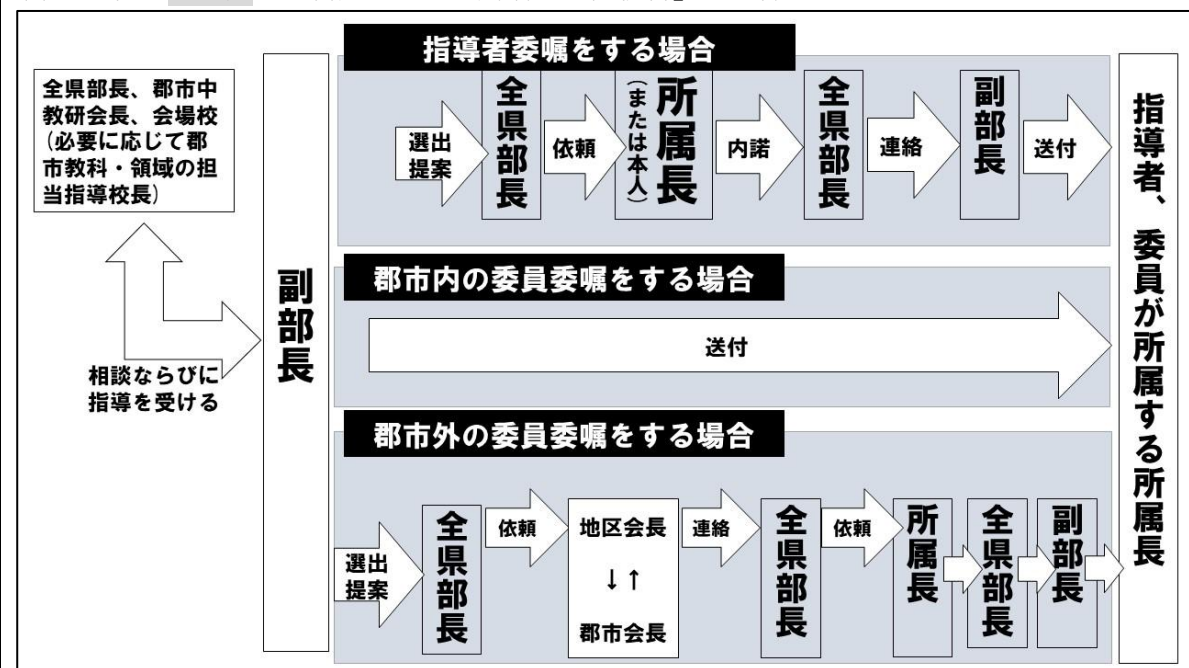 全県部長、郡市中
教研会長、会場校
(必要に応じて郡
市教科・領域の担
当指導校長)
相談ならびに
指導を受ける
副部長
指導者委嘱をする場合
選出
提案
全県部長
依頼
所属長
(または本人)
内諾
全県部長
連絡
副部長
送付
郡市内の委員委嘱をする場合
送付
郡市外の委員委嘱をする場合
選出
提案
全県部長
依頼
地区会長
↓↑
郡市会長
連絡
全県部長
依頼
所属長
全県部長
副部長
指導者、委員が所属する所属長